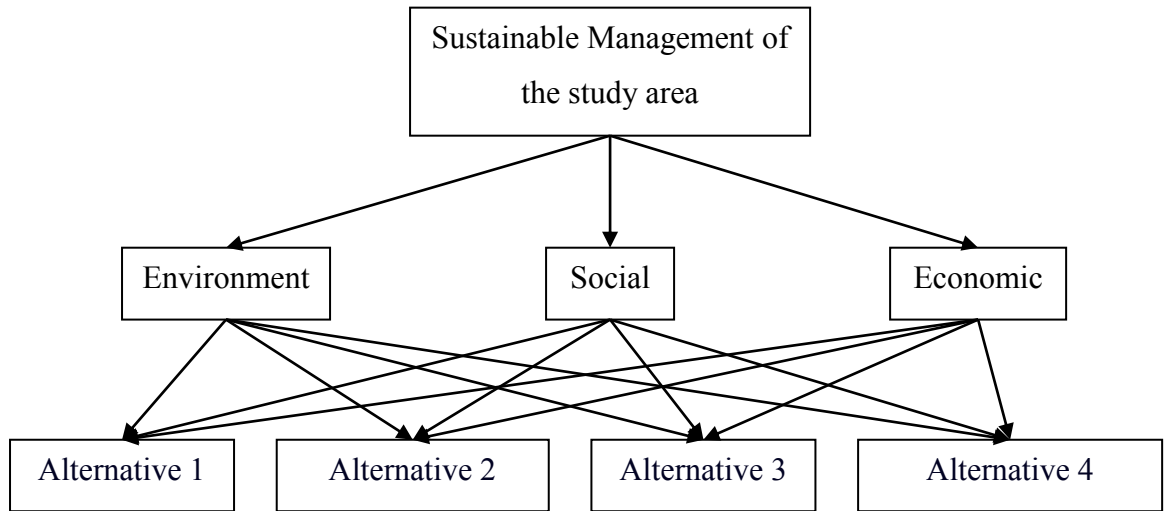 Sustainable Management of
the study area
Environment
Social
Economic
Alternative 1
Alternative 2
Alternative 3
Alternative 4